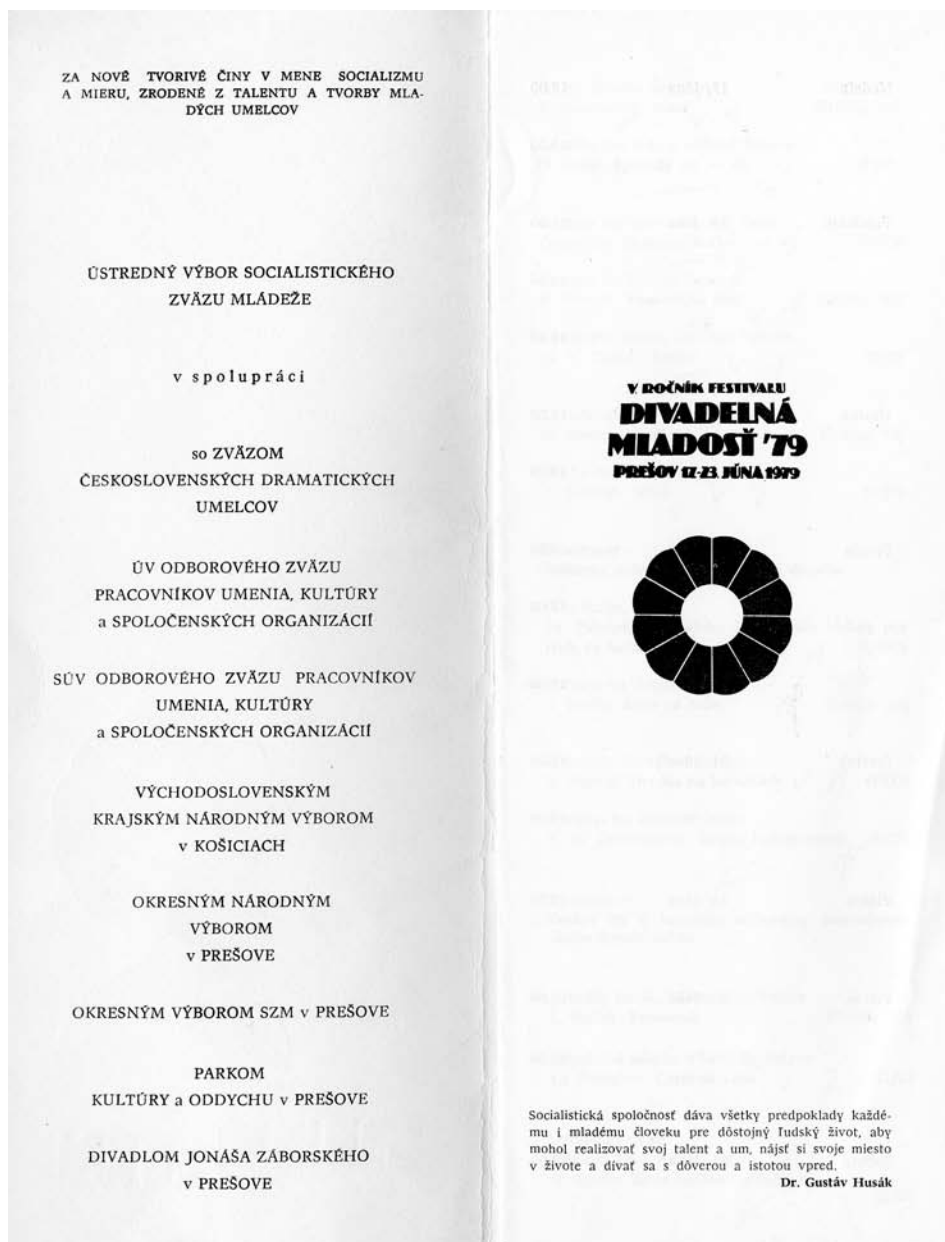 ZA NOVÉ TVORIVÉ ČINY V MENE SOCIALIZMU
A MIERU, ZRODENÉ Z TALENTU A TVORBY MLA-
DÝCH UMELCOV
ÚSTREDNÝ VÝBOR SOCIALISTICKÉHO
ZVÄZU MLÁDEŽE
v spolupráci
so ZVÄZOM
ČESKOSLOVENSKÝCH DRAMATICKÝCH
UMELCOV
ÚV ODBOROVÉHO ZVÄZU
PRACOVNÍKOV UMENIA, KULTÚRY
a SPOLOČENSKÝCH ORGANIZÁCIÍ
SÚV ODBOROVÉHO ZVÄZU PRACOVNÍKOV
UMENIA, KULTÚRY
a SPOLOČENSKÝCH ORGANIZÁCIÍ
VÝCHODOSLOVENSKÝM
KRAJSKÝM NÁRODNÝM VÝBOROM
v KOŠICIACH
OKRESNÝM NÁRODNÝM
VÝBOROM
v PREŠOVE
OKRESNÝM VÝBOROM SZM v PREŠOVE
PARKOM
KULTÚRY a ODDYCHU v PREŠOVE
DIVADLOM JONÁŠA ZÁBORSKÉHO
v PREŠOVE
V. ROČNÍK FESTIVALU
DIVADELNÁ
MLADOSŤ '79
PREŠOV 17.-23. JÚNA 1979
Socialistická spoločnosť dáva všetky predpoklady každé-
mu i mladému človeku pre dôstojný ľudský život, aby
mohol realizovať svoj talent a um, nájsť si svoje miesto
v živote a dívať sa s dôverou a istotou vpred.
Dr. Gustáv Husák